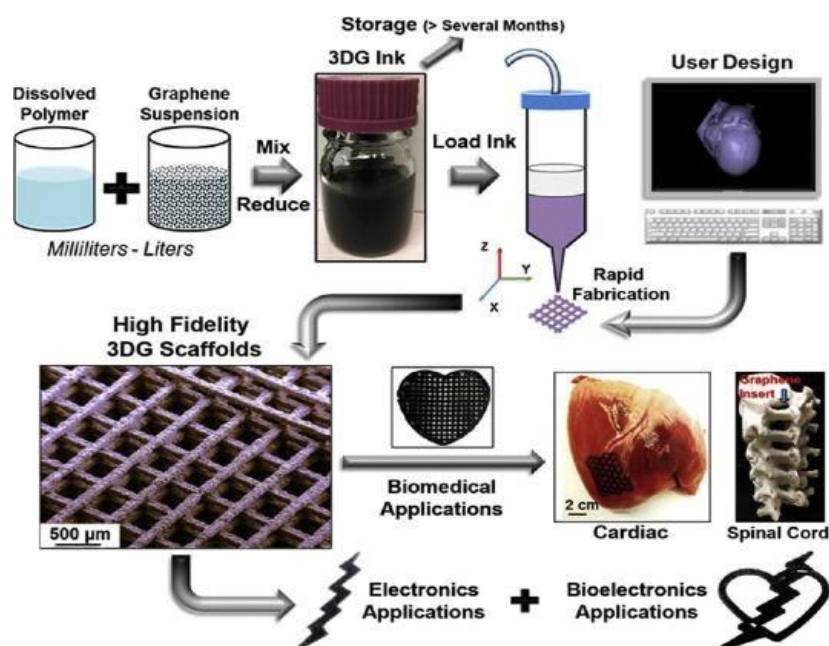 Storage (> Several Months)
3DG Ink
User Design
Dissolved
Polymer
Graphene
Suspension
Mix
Reduce
Load Ink
Milliliters - Liters
Z
Y
X
Rapid
Fabrication
High Fidelity
3DG Scaffolds
500 µm
Biomedical
Applications
2 cm
Cardiac
Graphene
Insert
Spinal Cord
Electronics
Applications
Bioelectronics
Applications